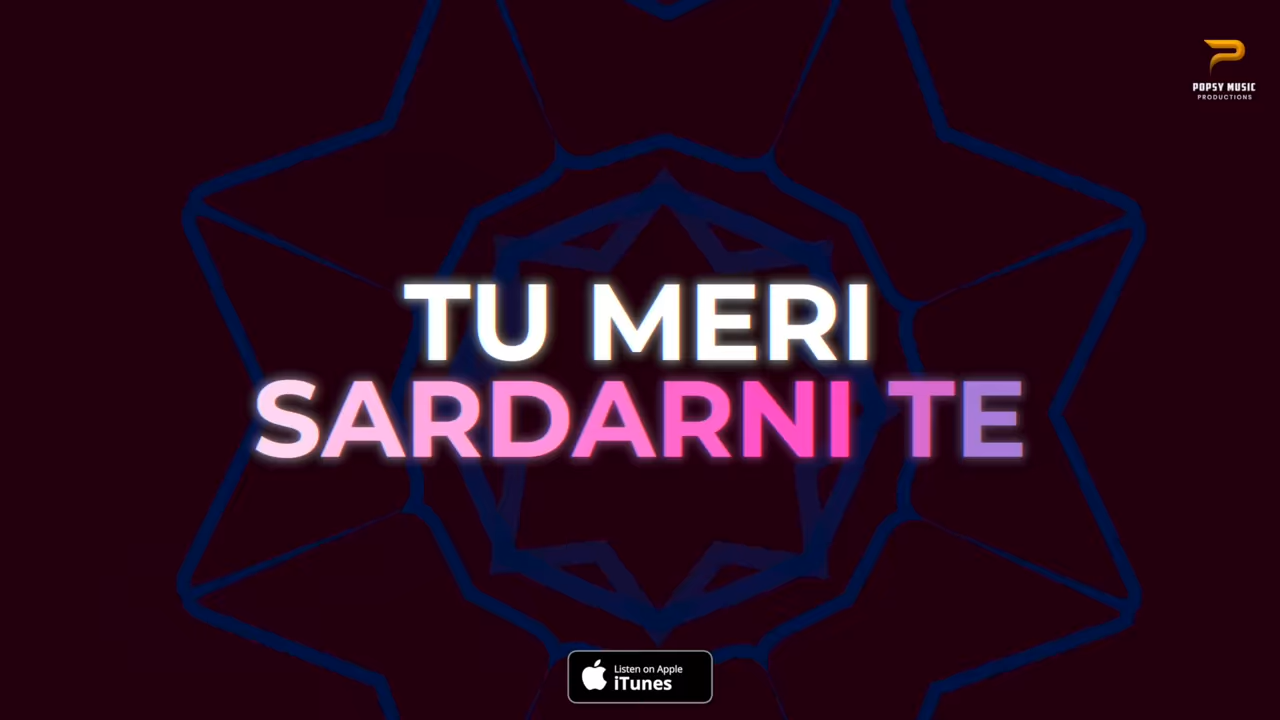 POPSY MUSIC
PRODUCTIONS
TU MERI
SARDARNI TE
Listen on Apple
iTunes